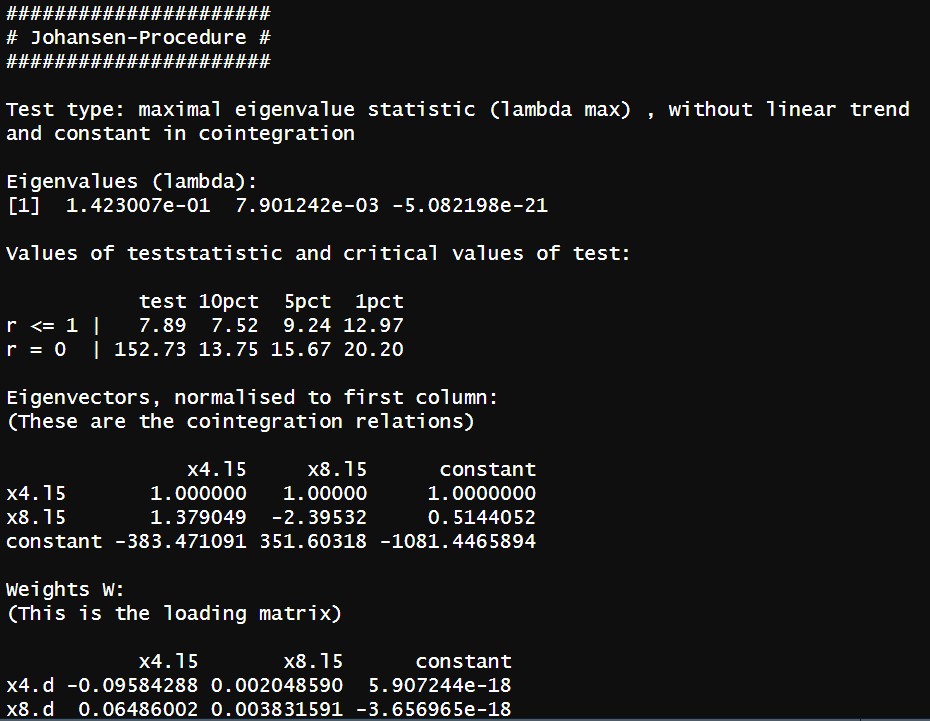 ######################
# Johansen-Procedure #
######################
Test type: maximal eigenvalue statistic (lambda max) , without linear trend
and constant in cointegration
Eigenvalues (lambda):
[1]  1.423007e-01  7.901242e-03 -5.082198e-21
Values of teststatistic and critical values of test:
           test 10pct  5pct  1pct
r <= 1 |   7.89  7.52  9.24 12.97
r = 0  | 152.73 13.75 15.67 20.20
Eigenvectors, normalised to first column:
(These are the cointegration relations)
               x4.l5     x8.l5      constant
x4.l5       1.000000   1.00000     1.0000000
x8.l5       1.379049  -2.39532     0.5144052
constant -383.471091 351.60318 -1081.4465894
Weights W:
(This is the loading matrix)
           x4.l5       x8.l5      constant
x4.d -0.09584288 0.002048590  5.907244e-18
x8.d  0.06486002 0.003831591 -3.656965e-18